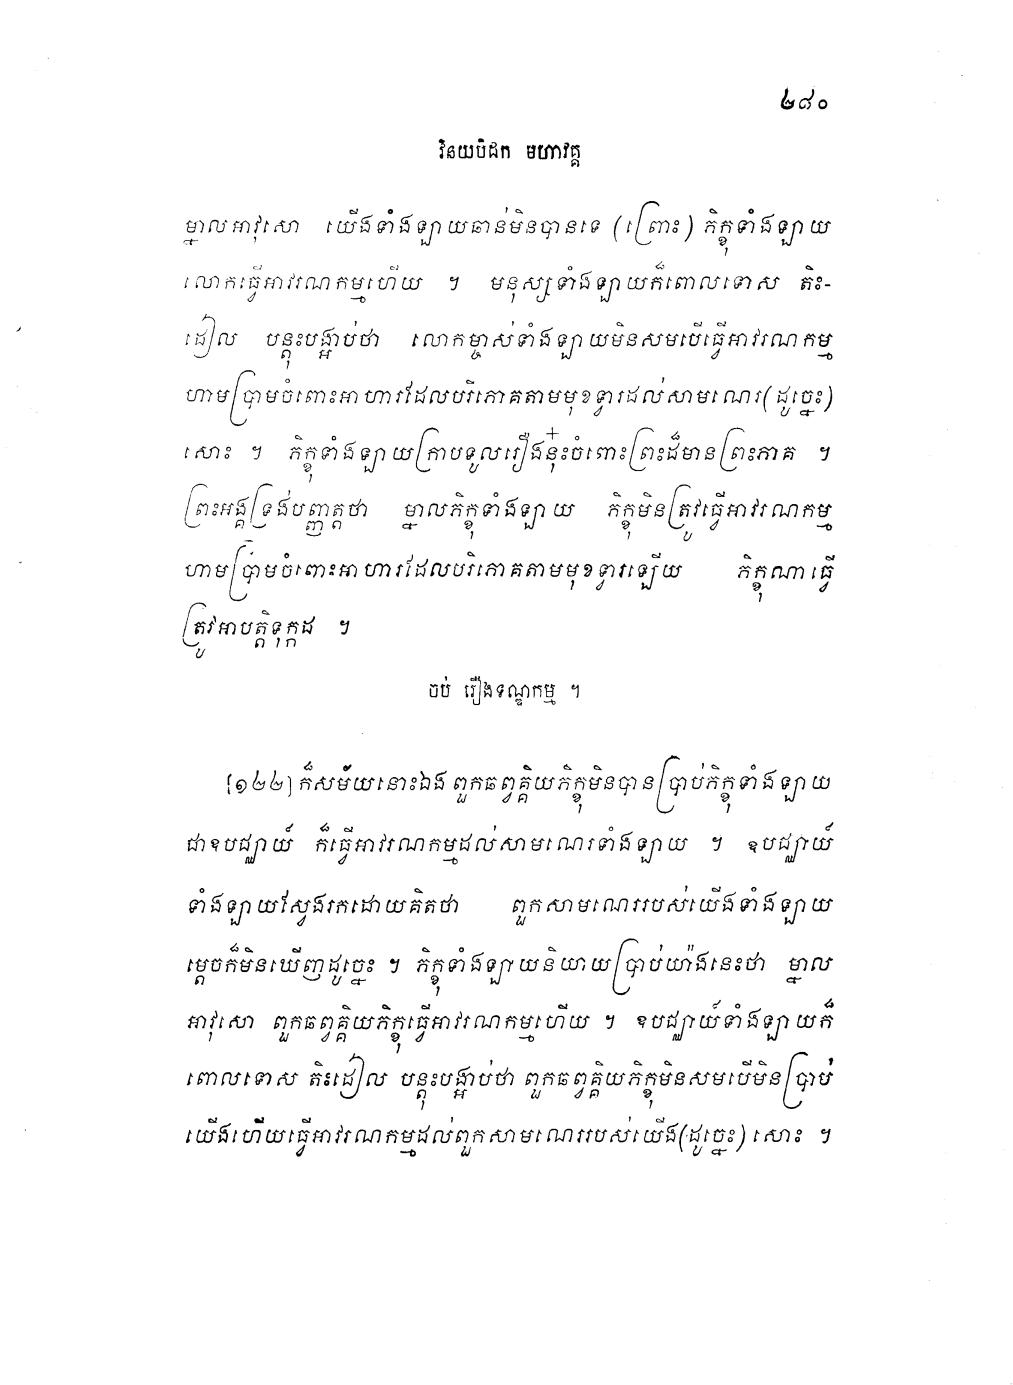 ២៨០
វិនយបិដក មហាវគ្គ
ម្នាលអាវុសោ យើងទាំងឡាយឆាន់មិនបានទេ (ព្រោះ) ភិក្ខុទាំងឡាយ
លោកធ្វើអាវរណកម្មហើយ ។ មនុស្សទាំងឡាយក៏ពោលទោស តិះ-
ដៀល បន្តុះបង្អាប់ថា លោកម្ចាស់ទាំងឡាយមិនសមបើធ្វើអាវរណកម្ម
ហាមប្រាមចំពោះអាហារដែលបរិភោគតាមមុខទ្វារដល់សាមណេរ(ដូច្នេះ)
សោះ ។ ភិក្ខុទាំងឡាយក្រាបទូលរឿងនុ៎ះចំពោះព្រះដ៏មានព្រះភាគ ។
ព្រះអង្គទ្រង់បញ្ញាត្តថា ម្នាលភិក្ខុទាំងឡាយ ភិក្ខុមិនត្រូវធ្វើអាវរណកម្ម
ហាមប្រាមចំពោះអាហារដែលបរិភោគតាមមុខទ្វារឡើយ ភិក្ខុណាធ្វើ
ត្រូវអាបត្តិទុក្កដ ។
ចប់ រឿងទណ្ឌកម្ម ។
[១២២] ក៏សម័យនោះឯង ពួកឆព្វគ្គិយភិក្ខុមិនបានប្រាប់ភិក្ខុទាំងឡាយ
ជាឧបជ្ឈាយ៍ ក៏ធ្វើអាវរណកម្មដល់សាមណេរទាំងឡាយ ។ ឧបជ្ឈាយ៍
ទាំងឡាយស្វែងរកដោយគិតថា ពួកសាមណេររបស់យើងទាំងឡាយ
ម្តេចក៏មិនឃើញដូច្នេះ ។ ភិក្ខុទាំងឡាយនិយាយប្រាប់យ៉ាងនេះថា ម្នាល
អាវុសោ ពួកឆព្វគ្គិយភិក្ខុធ្វើអាវរណកម្មហើយ ។ ឧបជ្ឈាយ៍ទាំងឡាយក៏
ពោលទោស តិះដៀល បន្តុះបង្អាប់ថា ពួកឆព្វគ្គិយភិក្ខុមិនសមបើមិនប្រាប់
យើងហើយធ្វើអាវរណកម្មដល់ពួកសាមណេររបស់យើង(ដូច្នេះ) សោះ ។